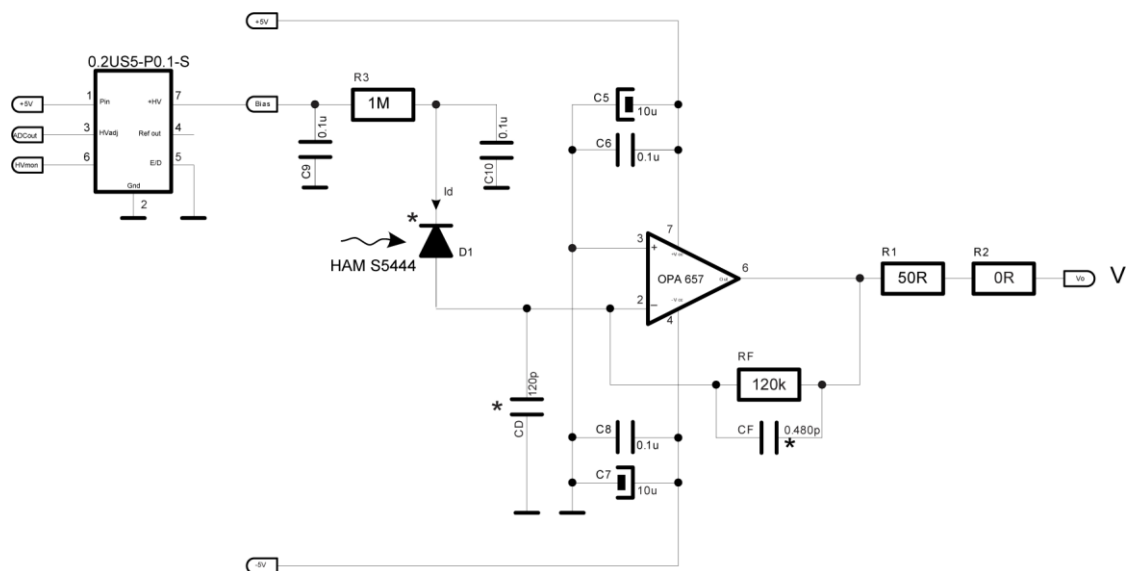 +5V
0.2US5-P0.1-S
+5V
1
Pin
+HV
7
Bias
ADCout
3
HVadj
Ref out
4
HVmon
6
E/D
5
Gnd
2
R3
1M
0.1u
C9
0.1u
C10
C5
10u
C6
0.1u
Id
*
D1
HAM S5444
3
+
7
+Vcc
OPA 657
Out
6
2
−
-Vcc
4
R1
50R
R2
0R
Vo
V
RF
120k
CF
0.480p
*
120p
*
CD
C8
0.1u
C7
10u
-5V